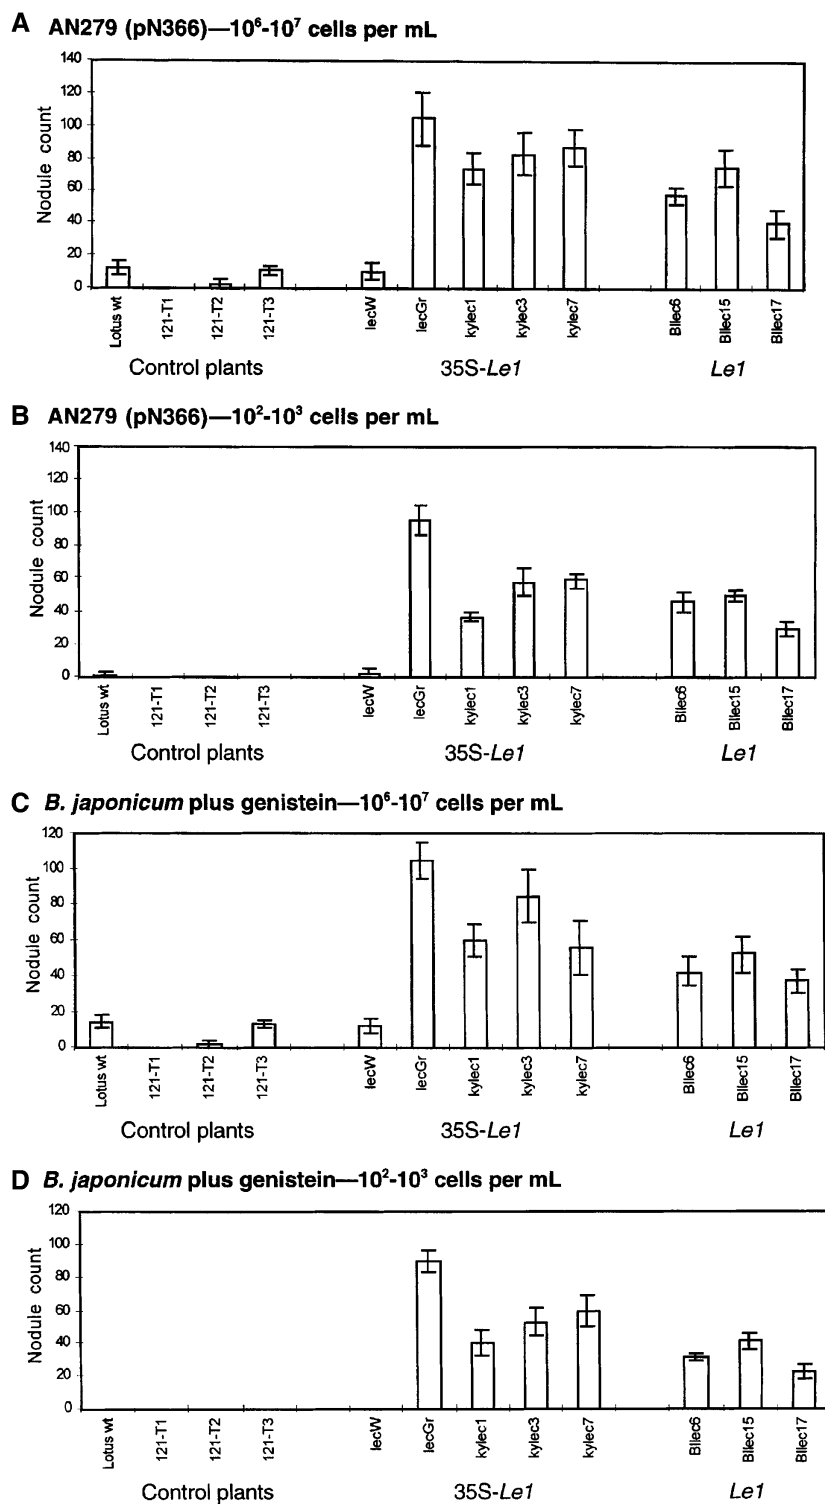 A AN279 (pN366)—10⁶-10⁷ cells per mL
140
120
100
80
60
40
20
0
Nodule count
Lotus wt 121-T1 121-T2 121-T3 lecW lecGr kylec1 kylec3 kylec7 Bllec6 Bllec15 Bllec17
Control plants 35S-Le1 Le1
B AN279 (pN366)—10²-10³ cells per mL
140
120
100
80
60
40
20
0
Nodule count
Lotus wt 121-T1 121-T2 121-T3 lecW lecGr kylec1 kylec3 kylec7 Bllec6 Bllec15 Bllec17
Control plants 35S-Le1 Le1
C B. japonicum plus genistein—10⁶-10⁷ cells per mL
120
100
80
60
40
20
0
Nodule count
Lotus wt 121-T1 121-T2 121-T3 lecW lecGr kylec1 kylec3 kylec7 Bllec6 Bllec15 Bllec17
Control plants 35S-Le1 Le1
D B. japonicum plus genistein—10²-10³ cells per mL
120
100
80
60
40
20
0
Nodule count
Lotus wt 121-T1 121-T2 121-T3 lecW lecGr kylec1 kylec3 kylec7 Bllec6 Bllec15 Bllec17
Control plants 35S-Le1 Le1